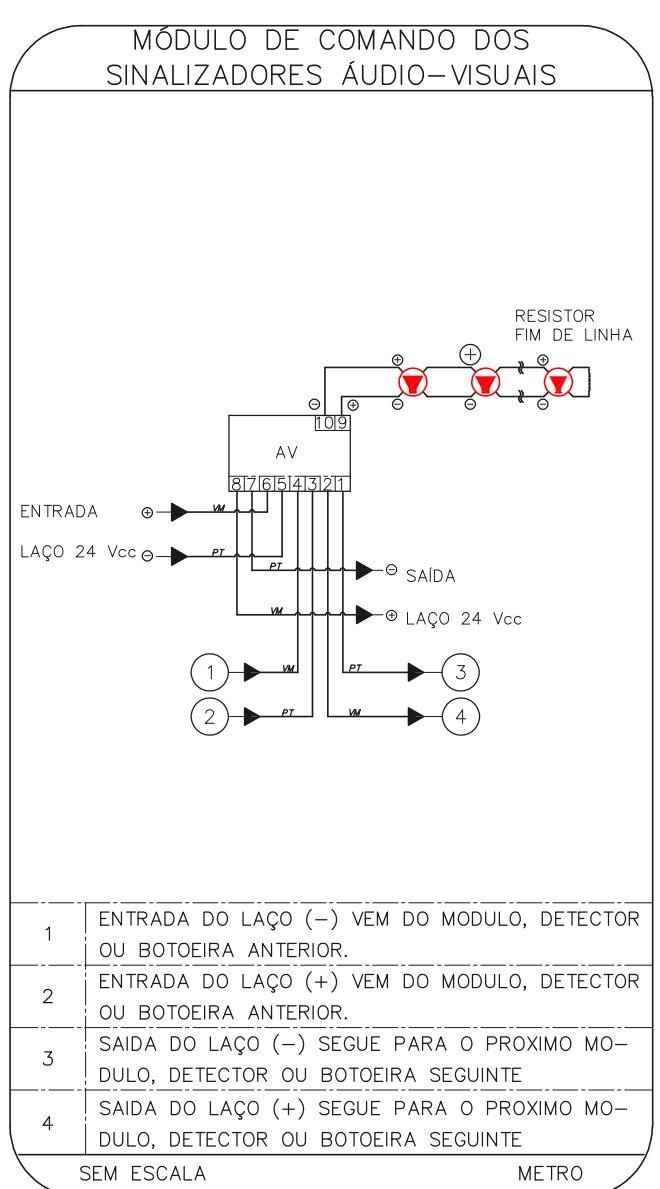 MÓDULO DE COMANDO DOS
SINALIZADORES ÁUDIO-VISUAIS
RESISTOR
FIM DE LINHA
+ + +
- + - - -
10 9
AV
8 7 6 5 4 3 2 1
ENTRADA + VM
LAÇO 24 Vcc - PT
PT - SAÍDA
VM + LAÇO 24 Vcc
1 VM PT 3
2 PT VM 4
1 ENTRADA DO LAÇO (-) VEM DO MODULO, DETECTOR
OU BOTOEIRA ANTERIOR.
2 ENTRADA DO LAÇO (+) VEM DO MODULO, DETECTOR
OU BOTOEIRA ANTERIOR.
3 SAIDA DO LAÇO (-) SEGUE PARA O PROXIMO MO-
DULO, DETECTOR OU BOTOEIRA SEGUINTE
4 SAIDA DO LAÇO (+) SEGUE PARA O PROXIMO MO-
DULO, DETECTOR OU BOTOEIRA SEGUINTE
SEM ESCALA METRO